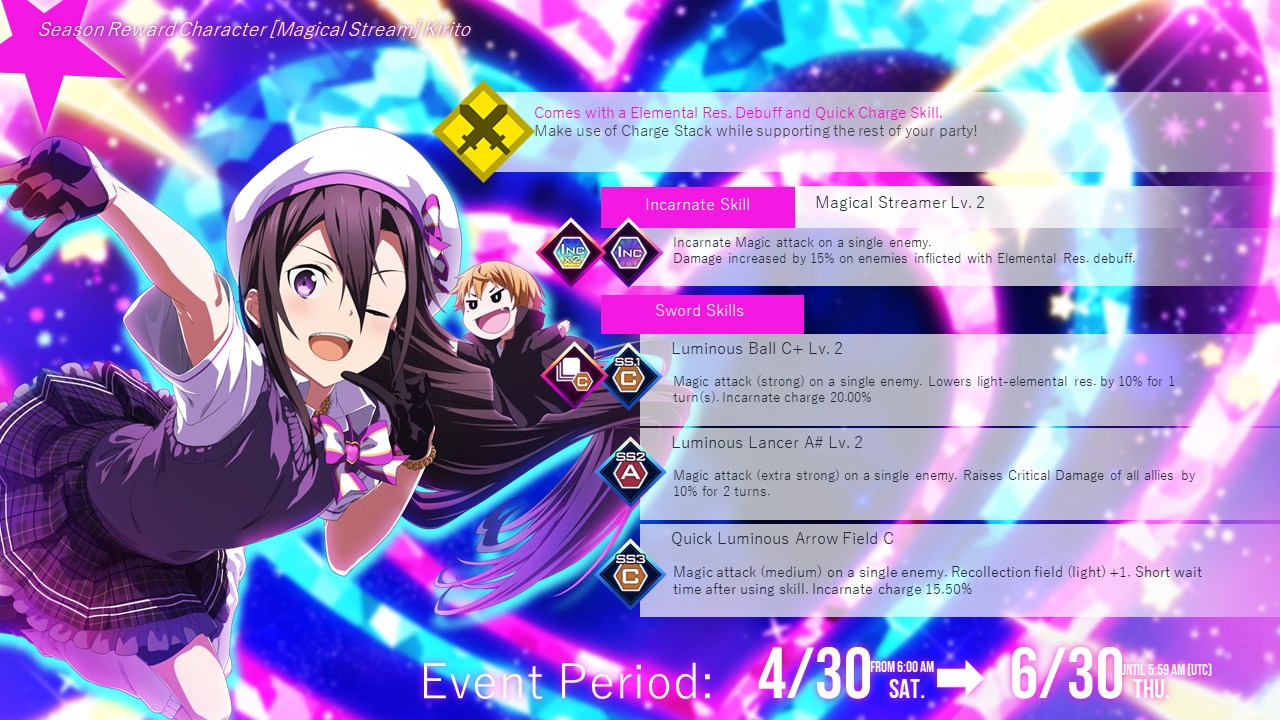 Season Reward Character [Magical Stream] Kirito
Comes with a Elemental Res. Debuff and Quick Charge Skill.
Make use of Charge Stack while supporting the rest of your party!
Incarnate Skill
Magical Streamer Lv. 2
INC
x2
INC
Incarnate Magic attack on a single enemy.
Damage increased by 15% on enemies inflicted with Elemental Res. debuff.
Sword Skills
Luminous Ball C+ Lv. 2
C
SS1
C
Magic attack (strong) on a single enemy. Lowers light-elemental res. by 10% for 1
turn(s). Incarnate charge 20.00%
Luminous Lancer A# Lv. 2
SS2
A
Magic attack (extra strong) on a single enemy. Raises Critical Damage of all allies by
10% for 2 turns.
Quick Luminous Arrow Field C
SS3
C
Magic attack (medium) on a single enemy. Recollection field (light) +1. Short wait
time after using skill. Incarnate charge 15.50%
Event Period: 4/30 FROM 6:00 AM SAT. 6/30 UNTIL 5:59 AM (UTC) THU.